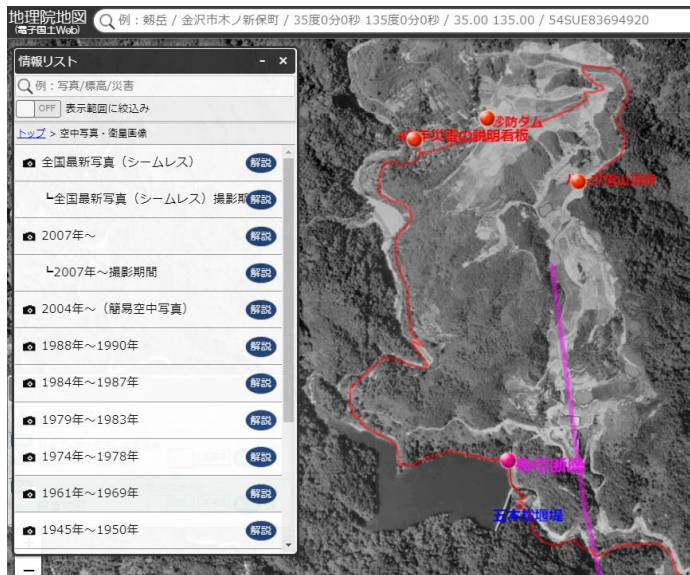 地理院地図
(電子国土Web)
例：剱岳 / 金沢市木ノ新保町 / 35度0分0秒 135度0分0秒 / 35.00 135.00 / 54SUE83694920
情報リスト
- ×
例：写真/標高/災害
OFF 表示範囲に絞込み
トップ > 空中写真・衛星画像
全国最新写真（シームレス） 解説
┗全国最新写真（シームレス）撮影期 解説
2007年～ 解説
┗2007年～撮影期間 解説
2004年～（簡易空中写真） 解説
1988年～1990年 解説
1984年～1987年 解説
1979年～1983年 解説
1974年～1978年 解説
1961年～1969年 解説
1945年～1950年 解説
砂防ダム
災害の説明看板
布引断層
五本松堰堤